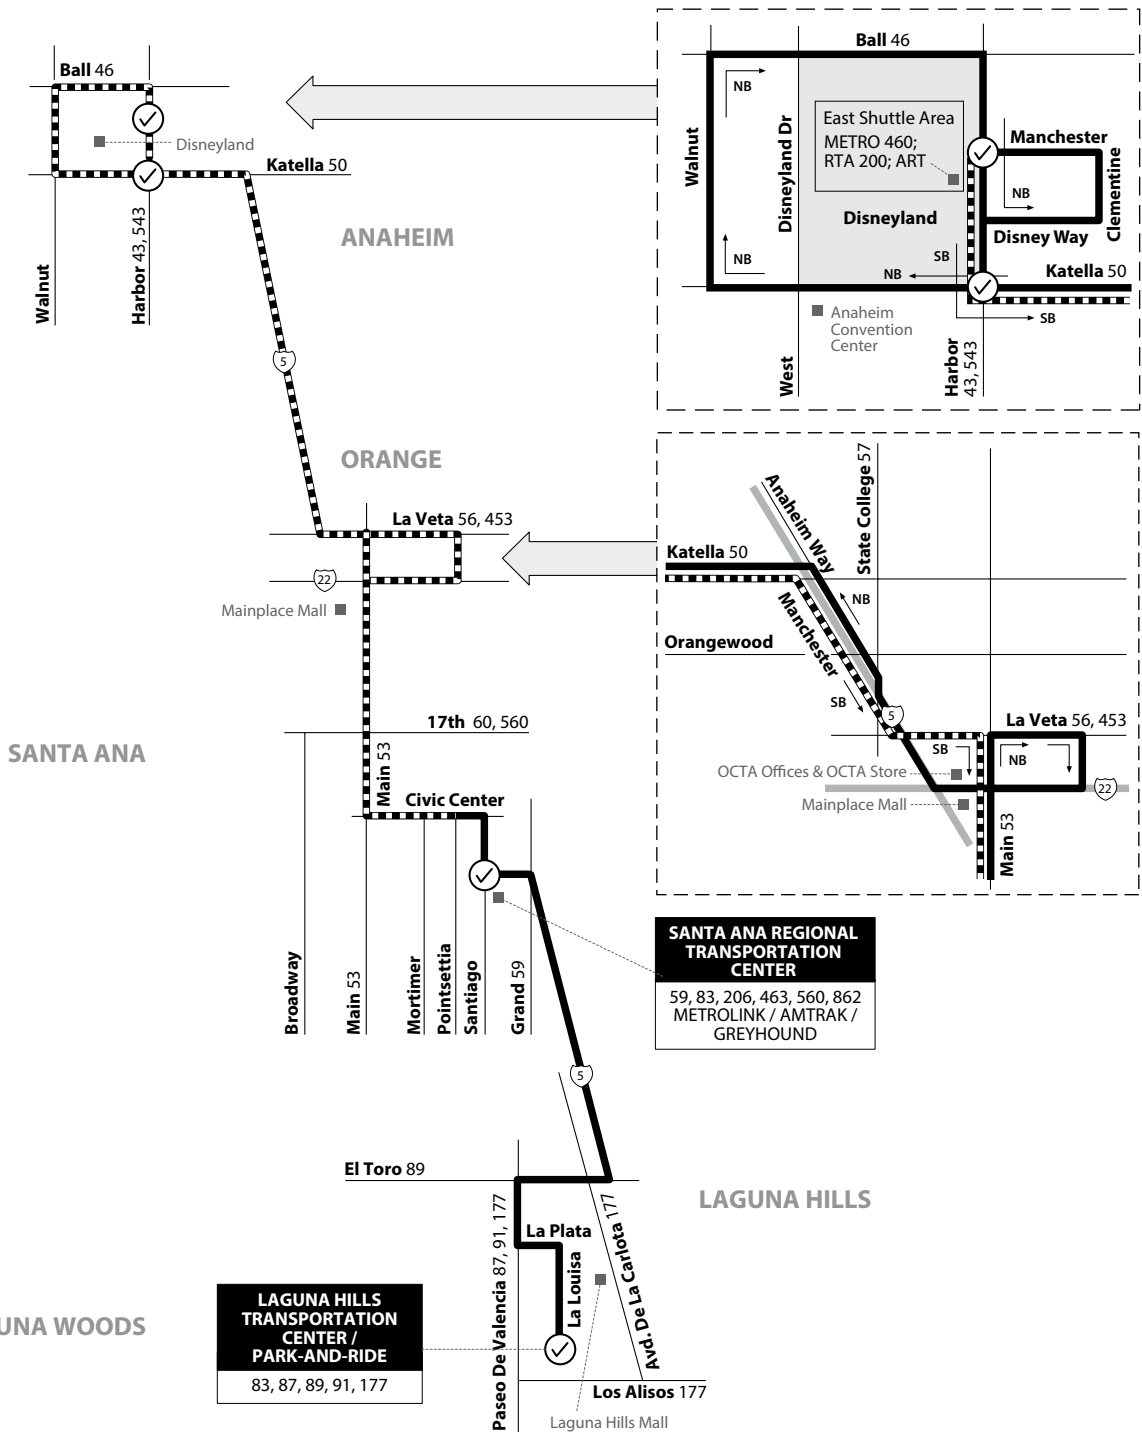 Ball 46
Disneyland
Katella 50
Walnut
Harbor 43, 543
ANAHEIM
5
ORANGE
La Veta 56, 453
22
Mainplace Mall
17th 60, 560
SANTA ANA
Main 53
Civic Center
Broadway
Main 53
Mortimer
Pointsettia
Santiago
Grand 59
5
El Toro 89
LAGUNA HILLS
Paseo De Valencia 87, 91, 177
La Plata
La Louisa
Avd. De La Carlota 177
UNA WOODS
LAGUNA HILLS
TRANSPORTATION
CENTER /
PARK-AND-RIDE
83, 87, 89, 91, 177
Los Alisos 177
Laguna Hills Mall
Ball 46
NB
Walnut
Disneyland Dr
East Shuttle Area
METRO 460;
RTA 200; ART
Manchester
Clementine
NB
Disneyland
Disney Way
NB
SB
NB
Katella 50
SB
Anaheim
Convention
Center
West
Harbor
43, 543
Anaheim Way
State College 57
Katella 50
NB
Manchester
Orangewood
SB
5
La Veta 56, 453
SB
NB
OCTA Offices & OCTA Store
22
Mainplace Mall
Main 53
SANTA ANA REGIONAL
TRANSPORTATION
CENTER
59, 83, 206, 463, 560, 862
METROLINK / AMTRAK /
GREYHOUND